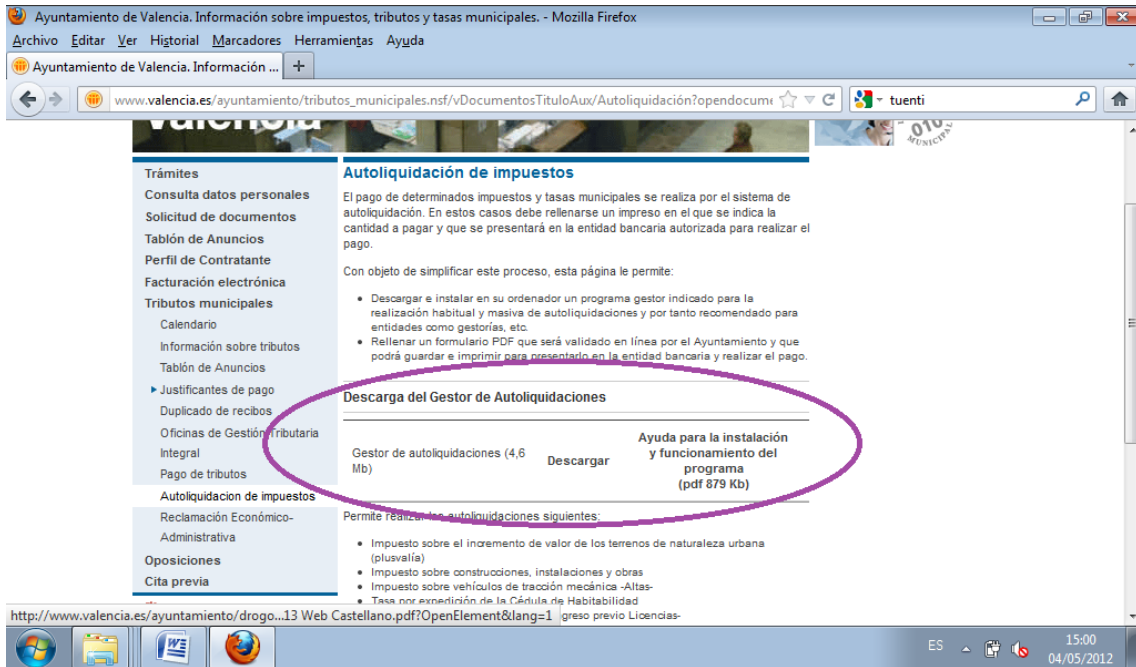 Ayuntamiento de Valencia. Información sobre impuestos, tributos y tasas municipales. - Mozilla Firefox
Archivo Editar Ver Historial Marcadores Herramientas Ayuda
Ayuntamiento de Valencia. Información ... +
www.valencia.es/ayuntamiento/tributos_municipales.nsf/vDocumentosTituloAux/Autoliquidación?opendocume
tuenti
Valencia
010
MUNICIP
Trámites
Consulta datos personales
Solicitud de documentos
Tablón de Anuncios
Perfil de Contratante
Facturación electrónica
Tributos municipales
Calendario
Información sobre tributos
Tablón de Anuncios
Justificantes de pago
Duplicado de recibos
Oficinas de Gestión Tributaria
Integral
Pago de tributos
Autoliquidacion de impuestos
Reclamación Económico-
Administrativa
Oposiciones
Cita previa
Autoliquidación de impuestos
El pago de determinados impuestos y tasas municipales se realiza por el sistema de
autoliquidación. En estos casos debe rellenarse un impreso en el que se indica la
cantidad a pagar y que se presentará en la entidad bancaria autorizada para realizar el
pago.
Con objeto de simplificar este proceso, esta página le permite:
• Descargar e instalar en su ordenador un programa gestor indicado para la
realización habitual y masiva de autoliquidaciones y por tanto recomendado para
entidades como gestorías, etc.
• Rellenar un formulario PDF que será validado en línea por el Ayuntamiento y que
podrá guardar e imprimir para presentarlo en la entidad bancaria y realizar el pago.
Descarga del Gestor de Autoliquidaciones
Gestor de autoliquidaciones (4,6
Mb)
Descargar
Ayuda para la instalación
y funcionamiento del
programa
(pdf 879 Kb)
Permite realizar las autoliquidaciones siguientes:
• Impuesto sobre el incremento de valor de los terrenos de naturaleza urbana
(plusvalía)
• Impuesto sobre construcciones, instalaciones y obras
• Impuesto sobre vehículos de tracción mecánica -Altas-
• Tasa por expedición de la Cédula de Habitabilidad
greso previo Licencias-
http://www.valencia.es/ayuntamiento/drogo...13 Web Castellano.pdf?OpenElement&lang=1
ES
15:00
04/05/2012